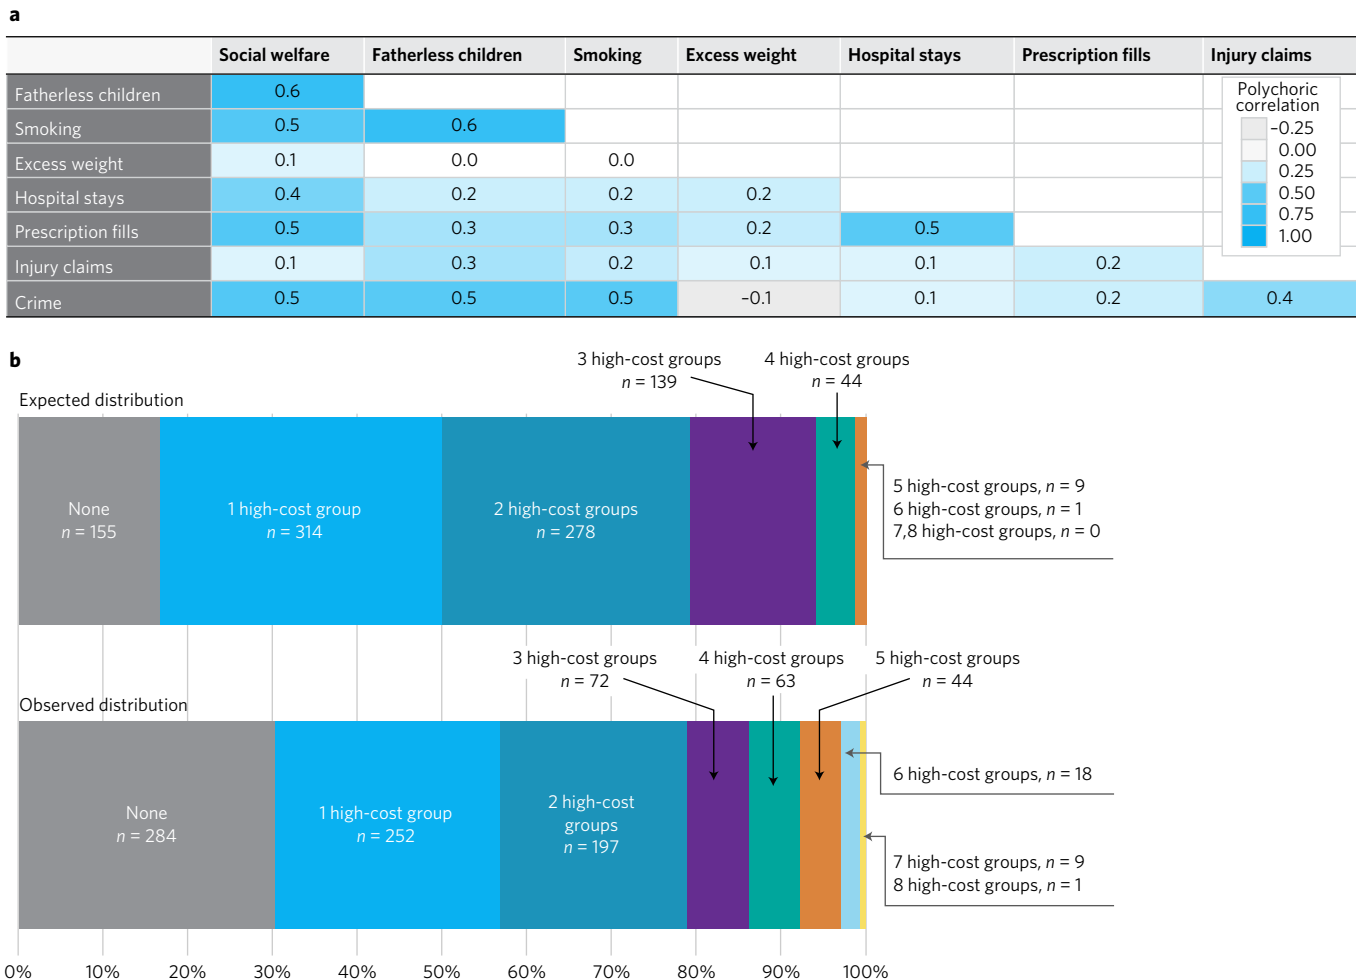 a
Social welfare Fatherless children Smoking Excess weight Hospital stays Prescription fills Injury claims
Fatherless children 0.6
Smoking 0.5 0.6
Excess weight 0.1 0.0 0.0
Hospital stays 0.4 0.2 0.2 0.2
Prescription fills 0.5 0.3 0.3 0.2 0.5
Injury claims 0.1 0.3 0.2 0.1 0.1 0.2
Crime 0.5 0.5 0.5 –0.1 0.1 0.2 0.4
Polychoric
correlation
–0.25
0.00
0.25
0.50
0.75
1.00
b
3 high-cost groups
n = 139
4 high-cost groups
n = 44
Expected distribution
None
n = 155
1 high-cost group
n = 314
2 high-cost groups
n = 278
5 high-cost groups, n = 9
6 high-cost groups, n = 1
7,8 high-cost groups, n = 0
3 high-cost groups
n = 72
4 high-cost groups
n = 63
5 high-cost groups
n = 44
Observed distribution
None
n = 284
1 high-cost group
n = 252
2 high-cost
groups
n = 197
6 high-cost groups, n = 18
7 high-cost groups, n = 9
8 high-cost groups, n = 1
0% 10% 20% 30% 40% 50% 60% 70% 80% 90% 100%